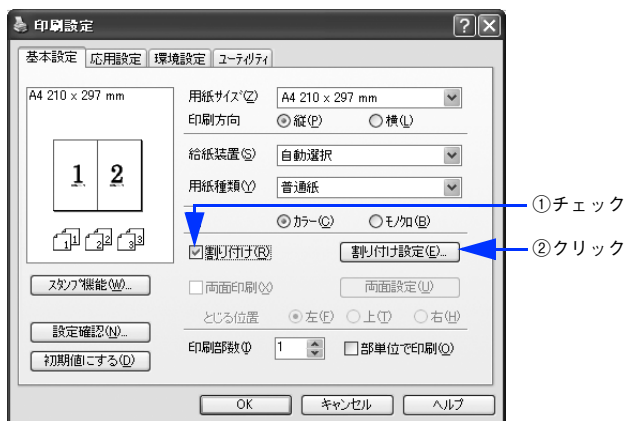 印刷設定
基本設定 応用設定 環境設定 ユーティリティ
A4 210 x 297 mm
用紙サイズ(Z) A4 210 x 297 mm
印刷方向 縦(P) 横(L)
給紙装置(S) 自動選択
用紙種類(Y) 普通紙
1 2
カラー(C) モノクロ(B)
①チェック
1 1 2 2 3 3
割り付け(R) 割り付け設定(E)...
②クリック
スタンプ機能(W)...
両面印刷(X) 両面設定(U)
とじる位置 左(F) 上(T) 右(H)
設定確認(N)...
印刷部数(I) 1 部単位で印刷(O)
初期値にする(D)
OK キャンセル ヘルプ